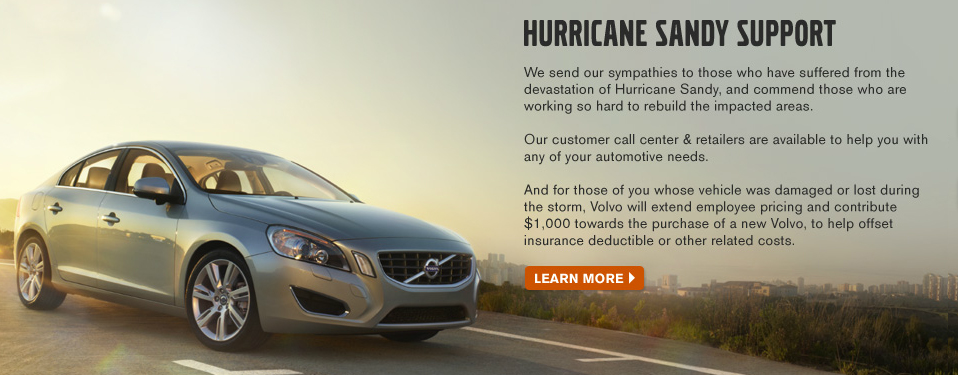 HURRICANE SANDY SUPPORT
We send our sympathies to those who have suffered from the
devastation of Hurricane Sandy, and commend those who are
working so hard to rebuild the impacted areas.
Our customer call center & retailers are available to help you with
any of your automotive needs.
And for those of you whose vehicle was damaged or lost during
the storm, Volvo will extend employee pricing and contribute
$1,000 towards the purchase of a new Volvo, to help offset
insurance deductible or other related costs.
LEARN MORE
VOLVO